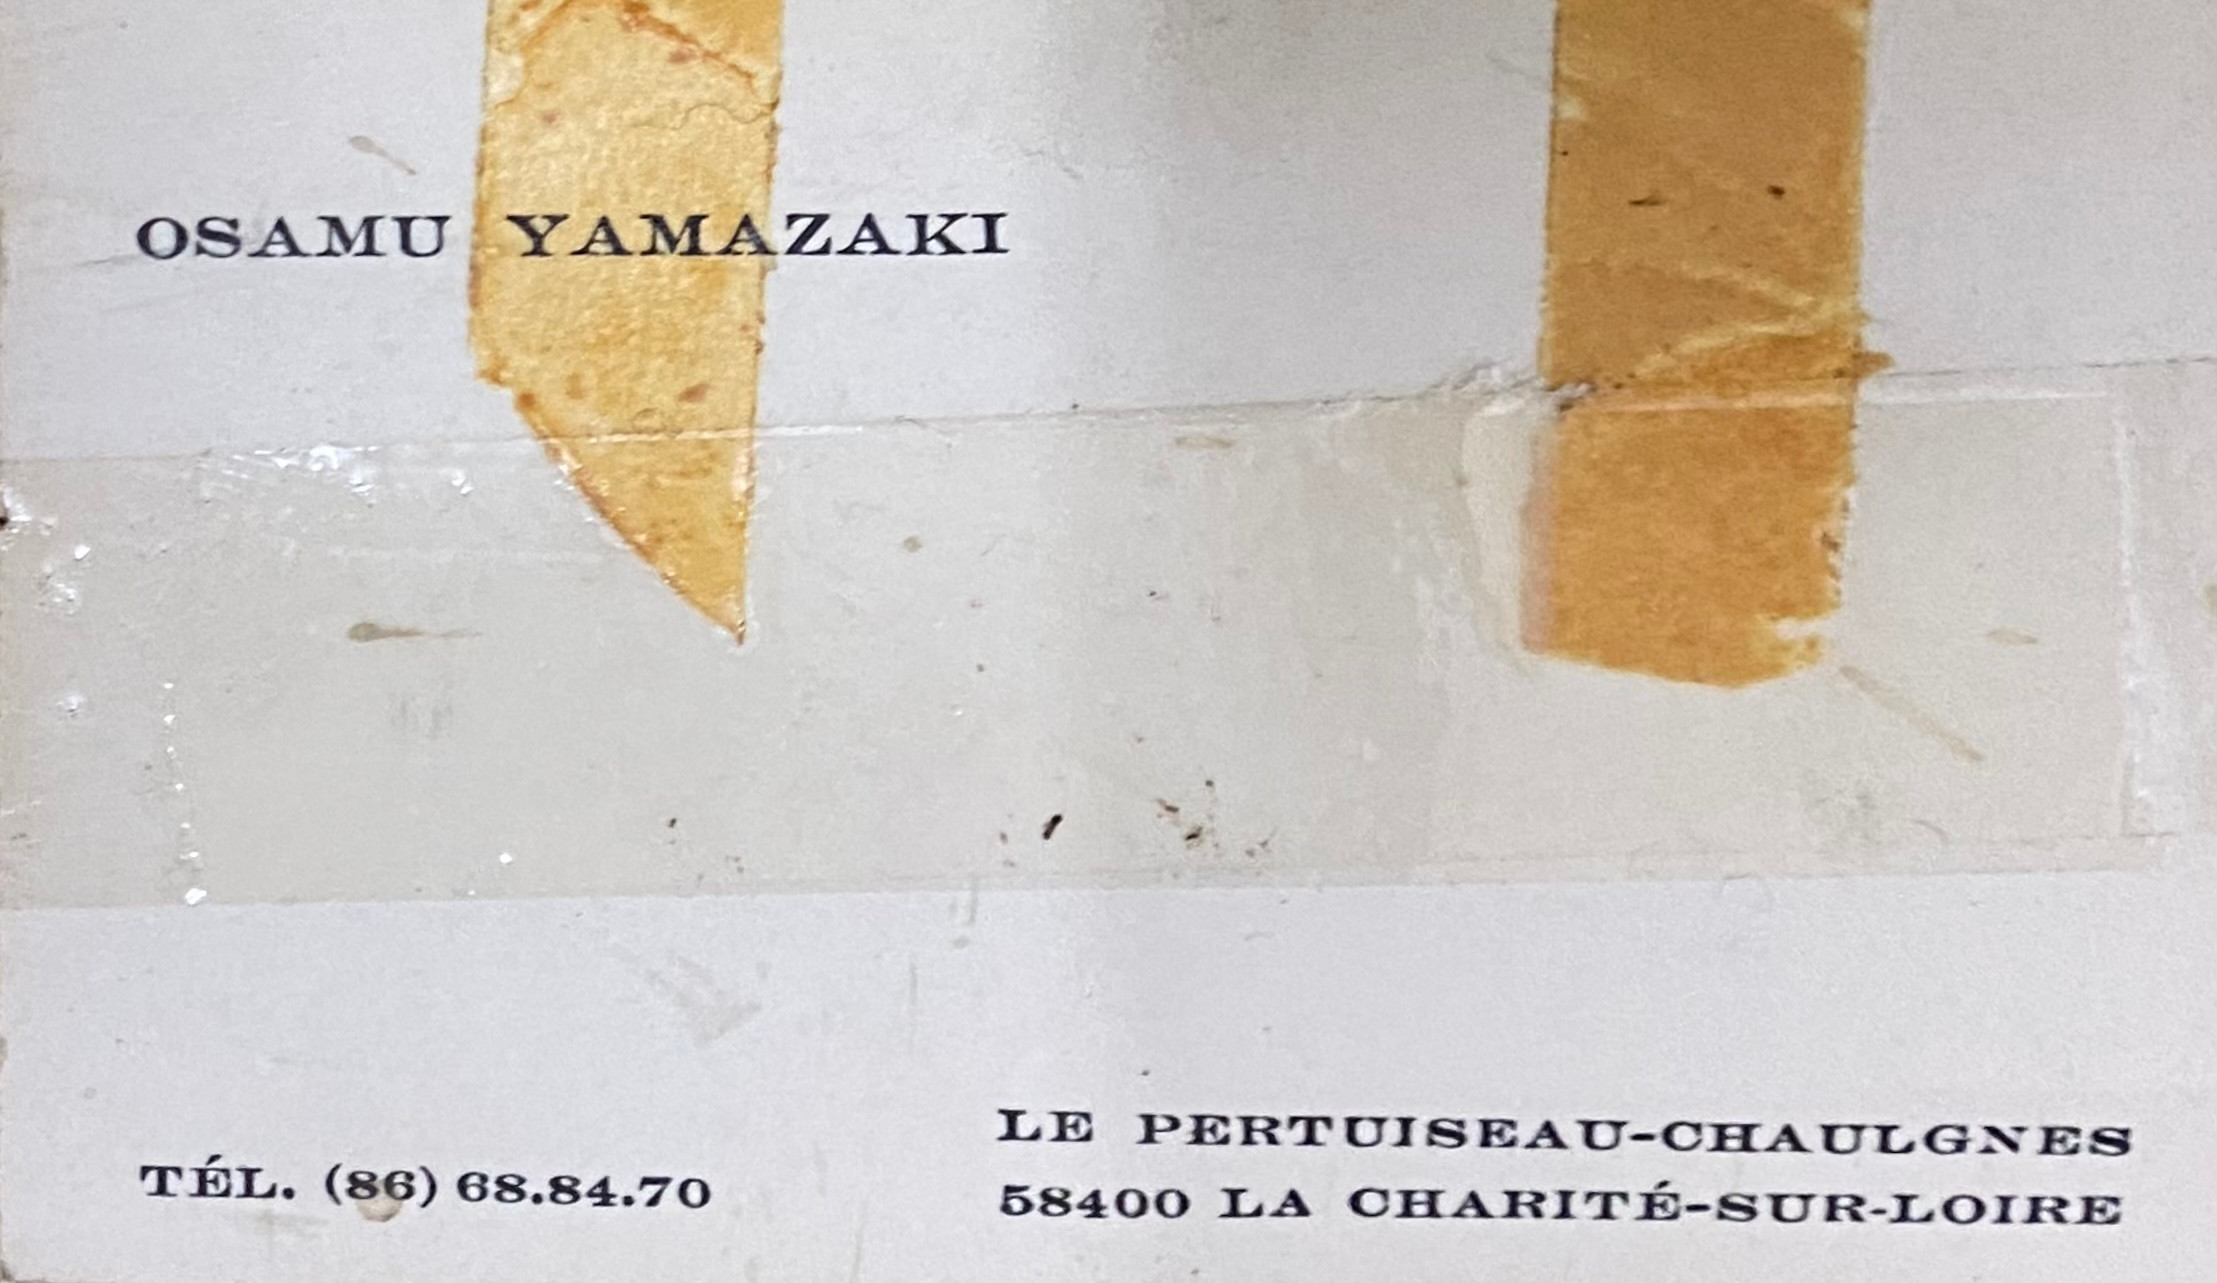 OSAMU YAMAZAKI
TÉL. (86) 68.84.70
LE PERTUISEAU-CHAULGNES
58400 LA CHARITÉ-SUR-LOIRE